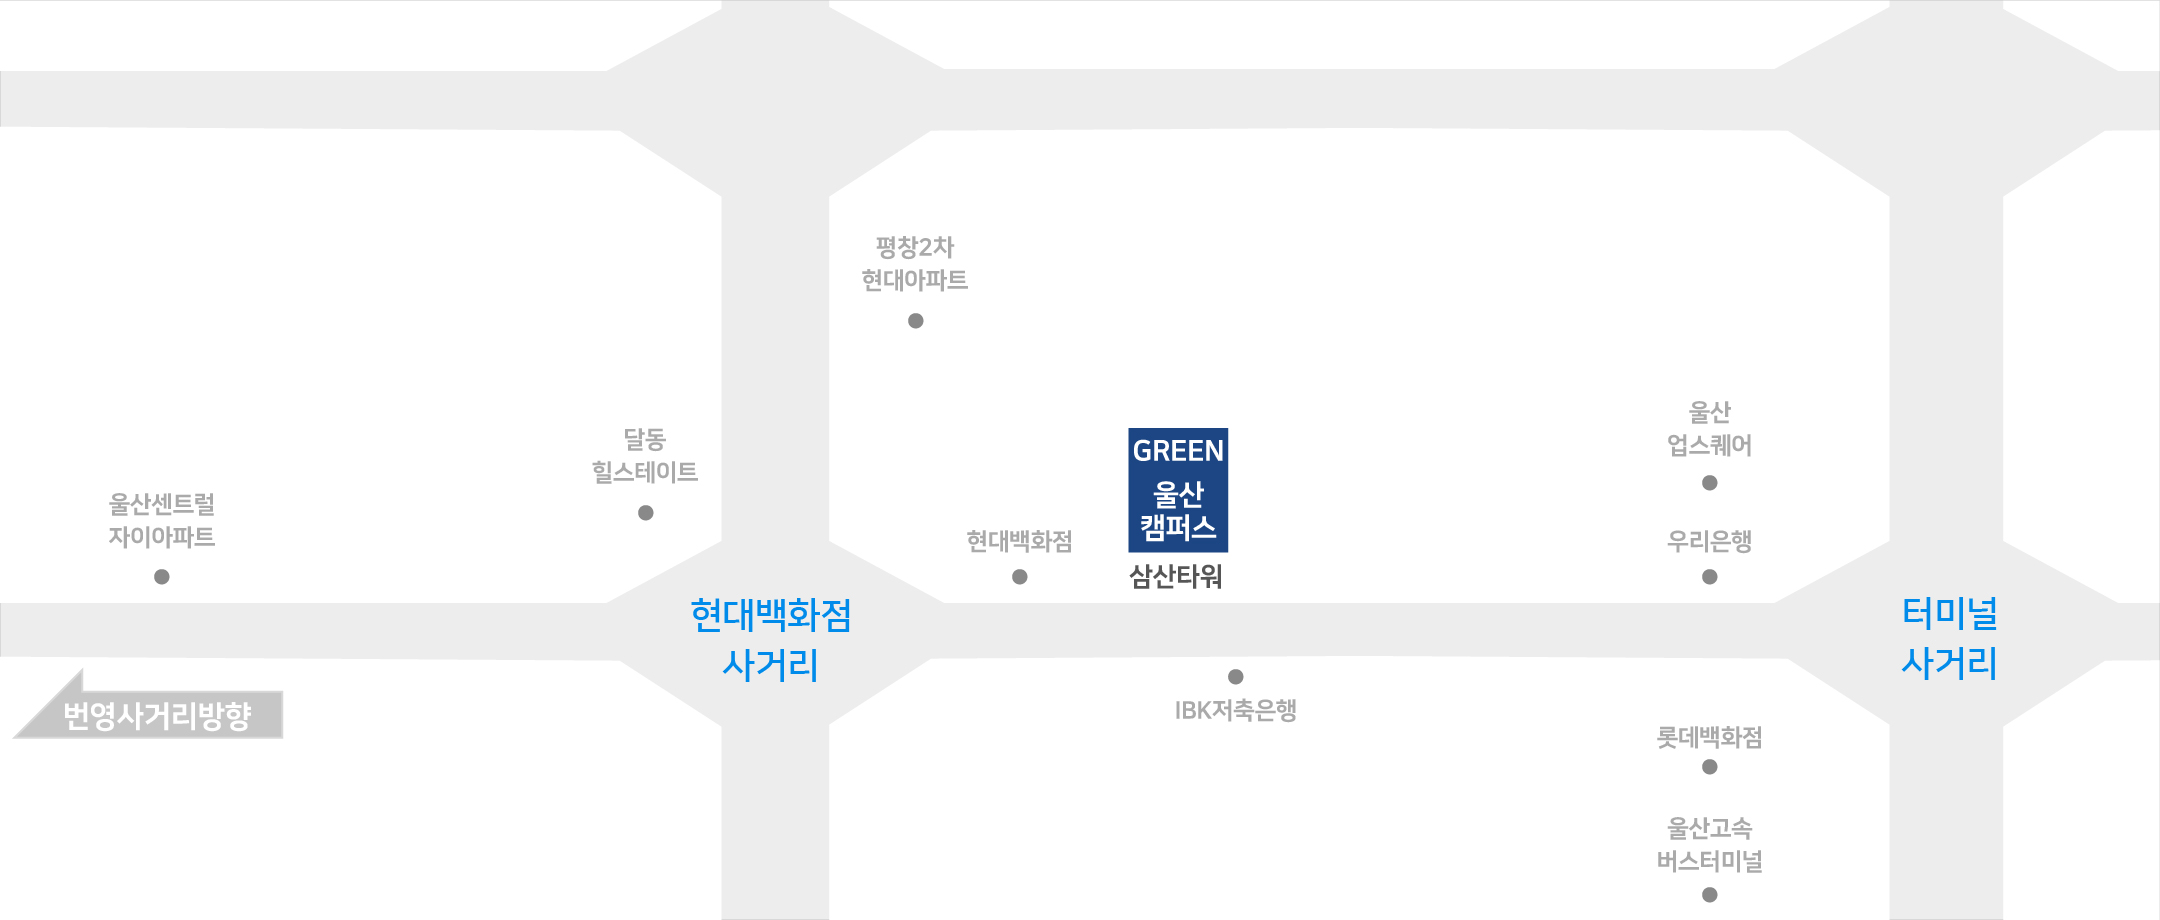 평창2차
현대아파트
울산
업스퀘어
달동
힐스테이트
GREEN
울산
캠퍼스
삼산타워
울산센트럴
자이아파트
현대백화점
우리은행
현대백화점
사거리
터미널
사거리
번영사거리방향
IBK저축은행
롯데백화점
울산고속
버스터미널